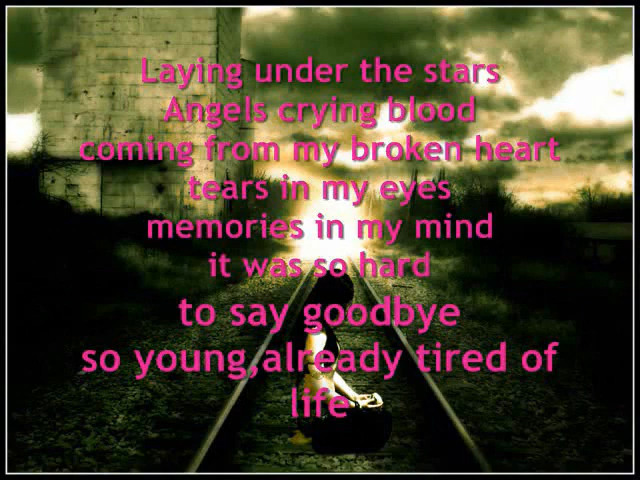 Laying under the stars
Angels crying blood
coming from my broken heart
tears in my eyes
memories in my mind
it was so hard
to say goodbye
so young,already tired of
life